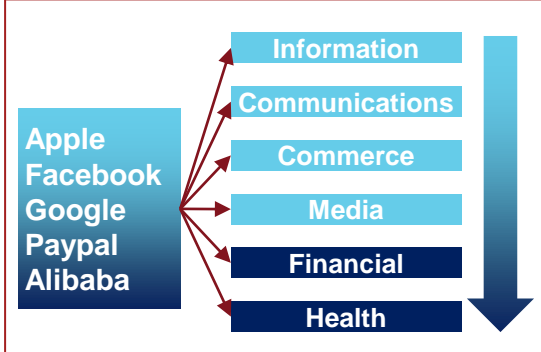 Apple
Facebook
Google
Paypal
Alibaba
Information
Communications
Commerce
Media
Financial
Health